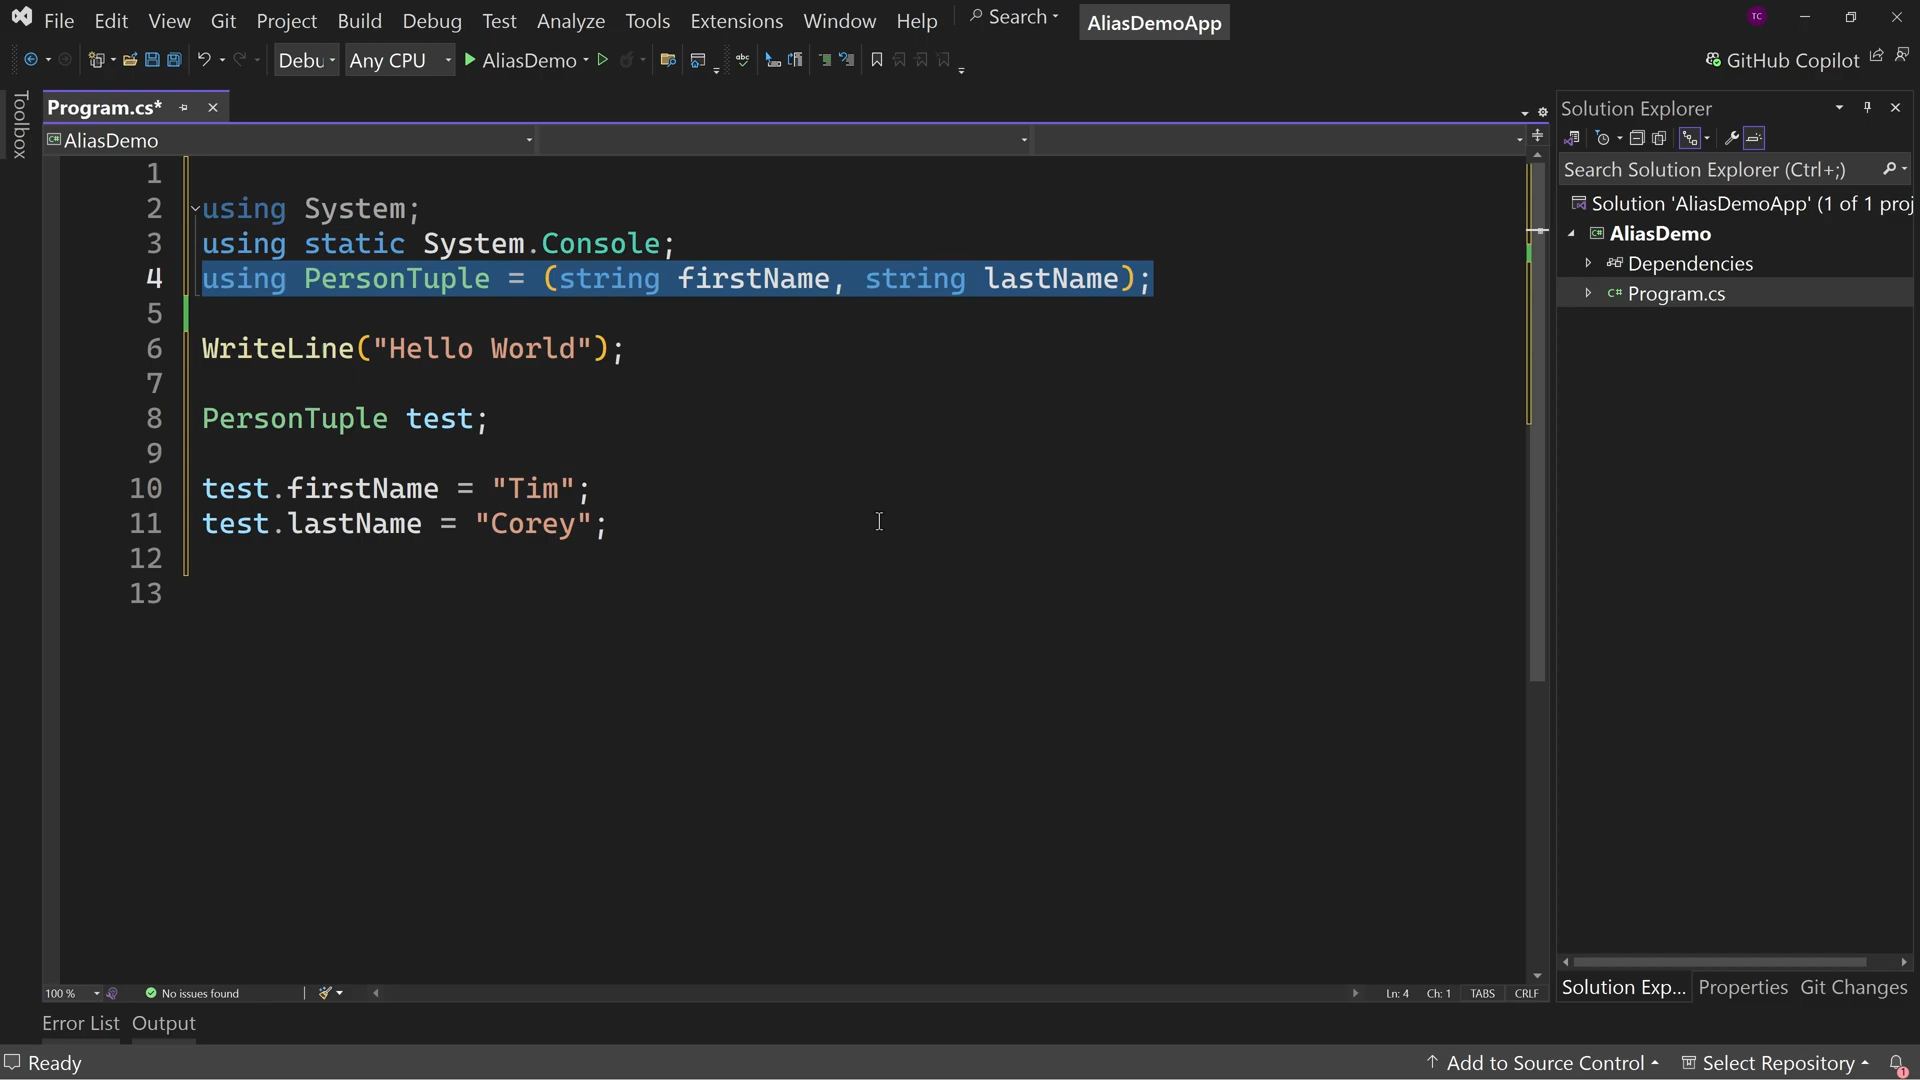 File Edit View Git Project Build Debug Test Analyze Tools Extensions Window Help Search AliasDemoApp TC
Debu Any CPU AliasDemo GitHub Copilot
Toolbox
Program.cs*
AliasDemo
1
2 using System;
3 using static System.Console;
4 using PersonTuple = (string firstName, string lastName);
5
6 WriteLine("Hello World");
7
8 PersonTuple test;
9
10 test.firstName = "Tim";
11 test.lastName = "Corey";
12
13
Solution Explorer
Search Solution Explorer (Ctrl+;)
Solution 'AliasDemoApp' (1 of 1 proj
AliasDemo
Dependencies
C# Program.cs
100 % No issues found Ln: 4 Ch: 1 TABS CRLF
Solution Exp... Properties Git Changes
Error List Output
Ready Add to Source Control Select Repository 1